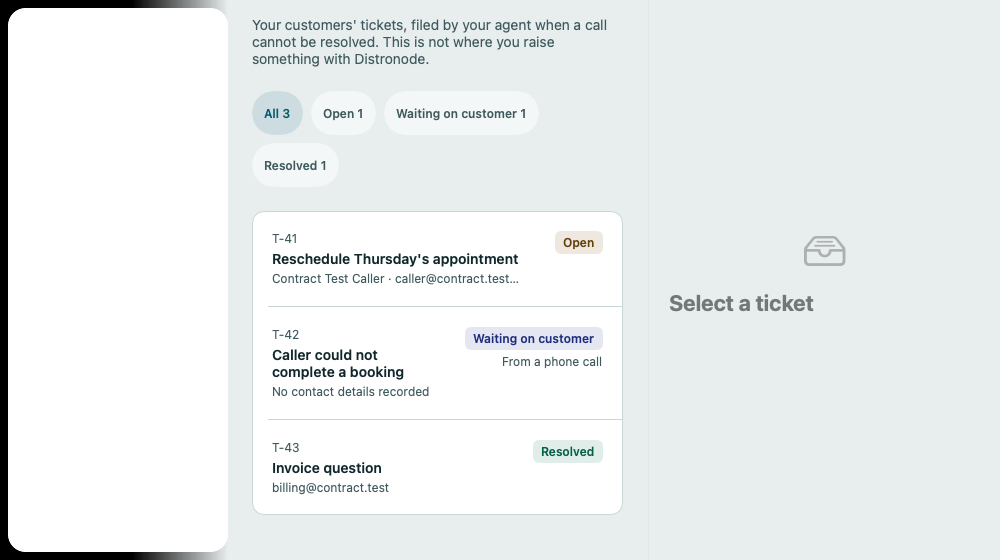 Your customers' tickets, filed by your agent when a call
cannot be resolved. This is not where you raise
something with Distronode.
All 3
Open 1
Waiting on customer 1
Resolved 1
T-41
Open
Reschedule Thursday's appointment
Contract Test Caller · caller@contract.test…
T-42
Waiting on customer
Caller could not
complete a booking
From a phone call
No contact details recorded
T-43
Resolved
Invoice question
billing@contract.test
Select a ticket